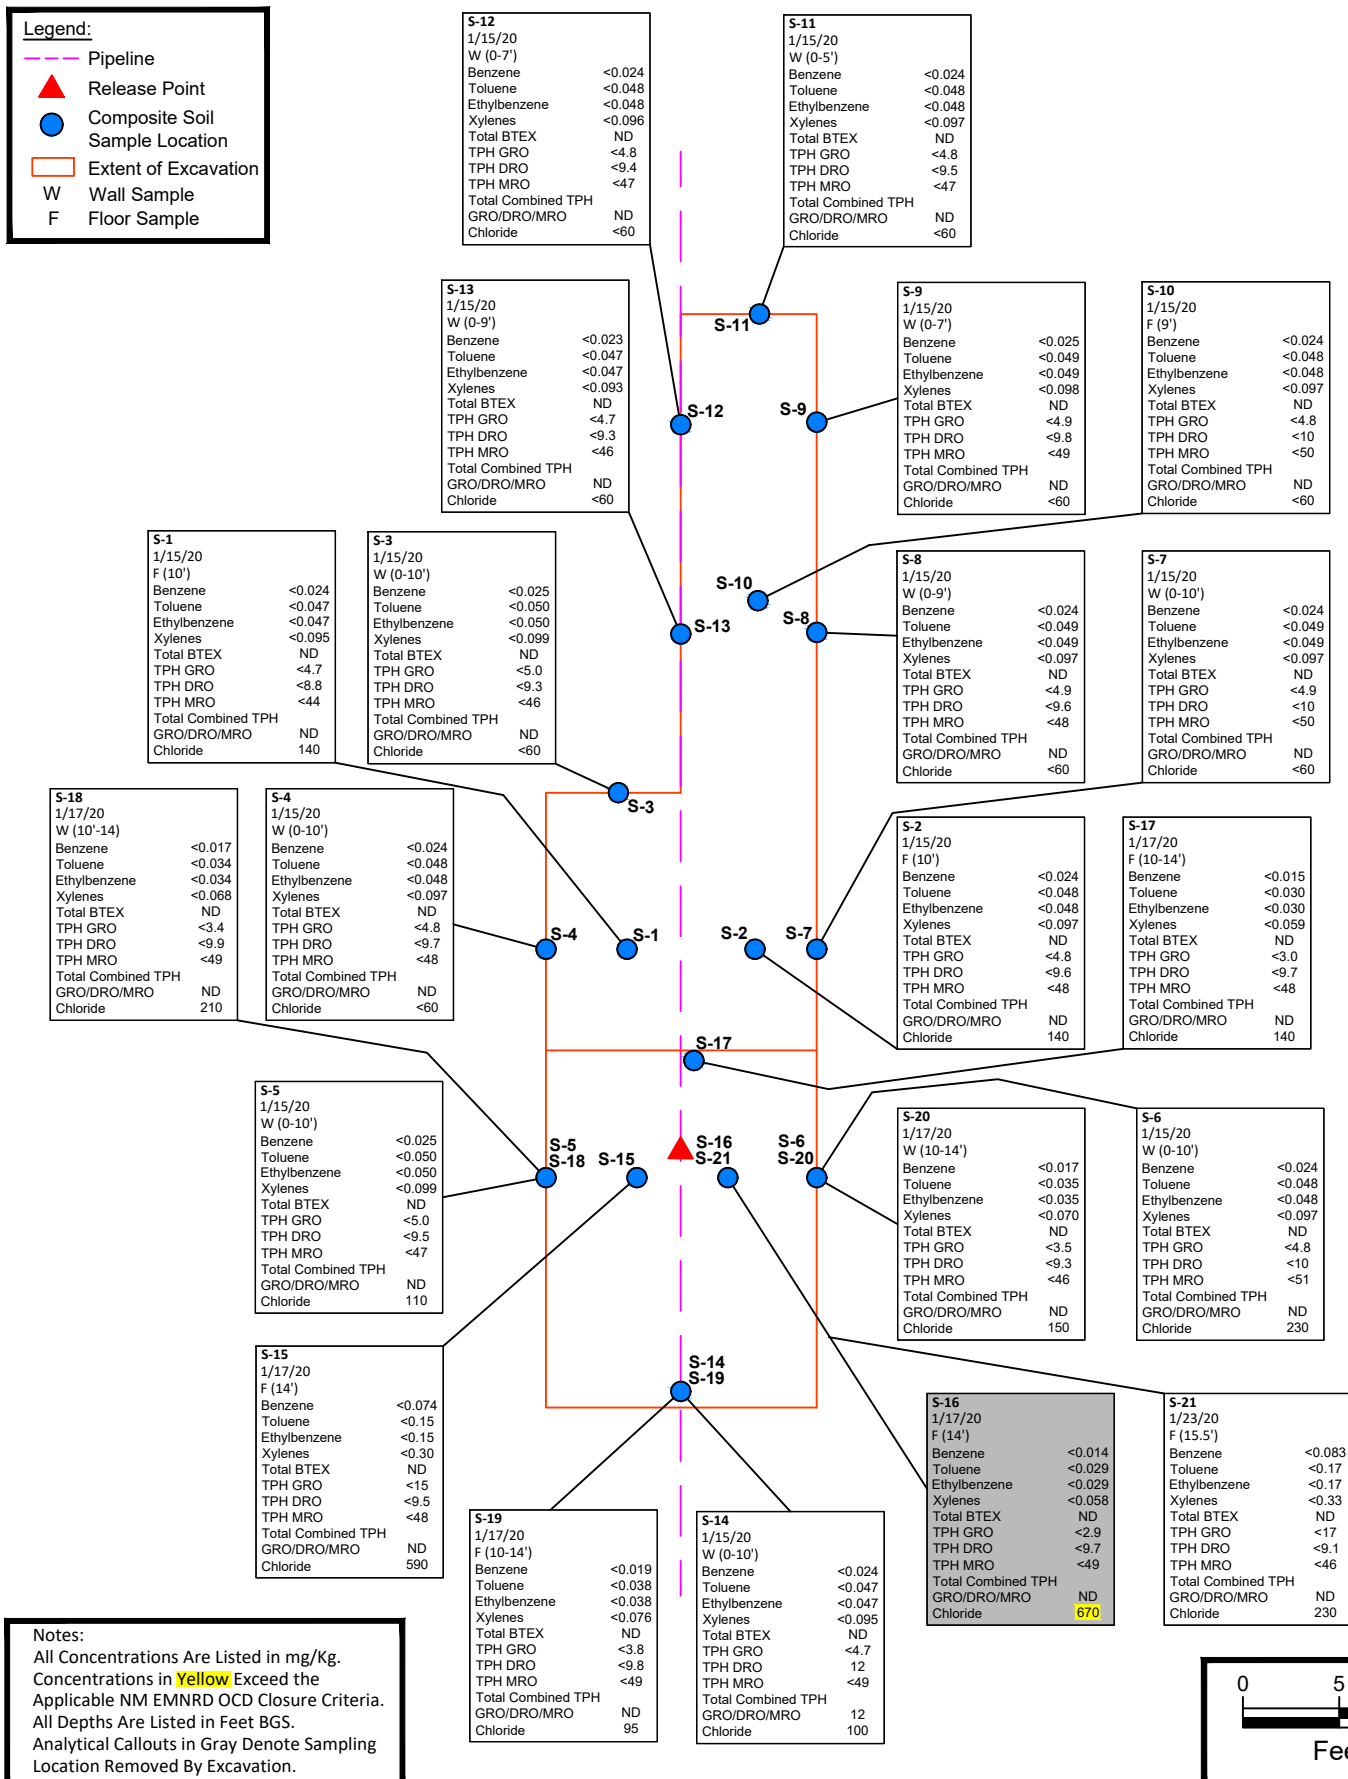 Legend:
Pipeline
Release Point
Composite Soil
Sample Location
Extent of Excavation
W Wall Sample
F Floor Sample
S-12
1/15/20
W (0-7')
Benzene <0.024
Toluene <0.048
Ethylbenzene <0.048
Xylenes <0.096
Total BTEX ND
TPH GRO <4.8
TPH DRO <9.4
TPH MRO <47
Total Combined TPH
GRO/DRO/MRO ND
Chloride <60
S-11
1/15/20
W (0-5')
Benzene <0.024
Toluene <0.048
Ethylbenzene <0.048
Xylenes <0.097
Total BTEX ND
TPH GRO <4.8
TPH DRO <9.5
TPH MRO <47
Total Combined TPH
GRO/DRO/MRO ND
Chloride <60
S-13
1/15/20
W (0-9')
Benzene <0.023
Toluene <0.047
Ethylbenzene <0.047
Xylenes <0.093
Total BTEX ND
TPH GRO <4.7
TPH DRO <9.3
TPH MRO <46
Total Combined TPH
GRO/DRO/MRO ND
Chloride <60
S-9
1/15/20
W (0-7')
Benzene <0.025
Toluene <0.049
Ethylbenzene <0.049
Xylenes <0.098
Total BTEX ND
TPH GRO <4.9
TPH DRO <9.8
TPH MRO <49
Total Combined TPH
GRO/DRO/MRO ND
Chloride <60
S-10
1/15/20
F (9')
Benzene <0.024
Toluene <0.048
Ethylbenzene <0.048
Xylenes <0.097
Total BTEX ND
TPH GRO <4.8
TPH DRO <10
TPH MRO <50
Total Combined TPH
GRO/DRO/MRO ND
Chloride <60
S-11
S-12
S-9
S-10
S-13
S-8
S-1
1/15/20
F (10')
Benzene <0.024
Toluene <0.047
Ethylbenzene <0.047
Xylenes <0.095
Total BTEX ND
TPH GRO <4.7
TPH DRO <8.8
TPH MRO <44
Total Combined TPH
GRO/DRO/MRO ND
Chloride 140
S-3
1/15/20
W (0-10')
Benzene <0.025
Toluene <0.050
Ethylbenzene <0.050
Xylenes <0.099
Total BTEX ND
TPH GRO <5.0
TPH DRO <9.3
TPH MRO <46
Total Combined TPH
GRO/DRO/MRO ND
Chloride <60
S-8
1/15/20
W (0-9')
Benzene <0.024
Toluene <0.049
Ethylbenzene <0.049
Xylenes <0.097
Total BTEX ND
TPH GRO <4.9
TPH DRO <9.6
TPH MRO <48
Total Combined TPH
GRO/DRO/MRO ND
Chloride <60
S-7
1/15/20
W (0-10')
Benzene <0.024
Toluene <0.049
Ethylbenzene <0.049
Xylenes <0.097
Total BTEX ND
TPH GRO <4.9
TPH DRO <10
TPH MRO <50
Total Combined TPH
GRO/DRO/MRO ND
Chloride <60
S-3
S-18
1/17/20
W (10'-14)
Benzene <0.017
Toluene <0.034
Ethylbenzene <0.034
Xylenes <0.068
Total BTEX ND
TPH GRO <3.4
TPH DRO <9.9
TPH MRO <49
Total Combined TPH
GRO/DRO/MRO ND
Chloride 210
S-4
1/15/20
W (0-10')
Benzene <0.024
Toluene <0.048
Ethylbenzene <0.048
Xylenes <0.097
Total BTEX ND
TPH GRO <4.8
TPH DRO <9.7
TPH MRO <48
Total Combined TPH
GRO/DRO/MRO ND
Chloride <60
S-2
1/15/20
F (10')
Benzene <0.024
Toluene <0.048
Ethylbenzene <0.048
Xylenes <0.097
Total BTEX ND
TPH GRO <4.8
TPH DRO <9.6
TPH MRO <48
Total Combined TPH
GRO/DRO/MRO ND
Chloride 140
S-17
1/17/20
F (10-14')
Benzene <0.015
Toluene <0.030
Ethylbenzene <0.030
Xylenes <0.059
Total BTEX ND
TPH GRO <3.0
TPH DRO <9.7
TPH MRO <48
Total Combined TPH
GRO/DRO/MRO ND
Chloride 140
S-4
S-1
S-2
S-7
S-17
S-5
1/15/20
W (0-10')
Benzene <0.025
Toluene <0.050
Ethylbenzene <0.050
Xylenes <0.099
Total BTEX ND
TPH GRO <5.0
TPH DRO <9.5
TPH MRO <47
Total Combined TPH
GRO/DRO/MRO ND
Chloride 110
S-5
S-18
S-15
S-16
S-21
S-6
S-20
S-20
1/17/20
W (10-14')
Benzene <0.017
Toluene <0.035
Ethylbenzene <0.035
Xylenes <0.070
Total BTEX ND
TPH GRO <3.5
TPH DRO <9.3
TPH MRO <46
Total Combined TPH
GRO/DRO/MRO ND
Chloride 150
S-6
1/15/20
W (0-10')
Benzene <0.024
Toluene <0.048
Ethylbenzene <0.048
Xylenes <0.097
Total BTEX ND
TPH GRO <4.8
TPH DRO <10
TPH MRO <51
Total Combined TPH
GRO/DRO/MRO ND
Chloride 230
S-15
1/17/20
F (14')
Benzene <0.074
Toluene <0.15
Ethylbenzene <0.15
Xylenes <0.30
Total BTEX ND
TPH GRO <15
TPH DRO <9.5
TPH MRO <48
Total Combined TPH
GRO/DRO/MRO ND
Chloride 590
S-14
S-19
S-19
1/17/20
F (10-14')
Benzene <0.019
Toluene <0.038
Ethylbenzene <0.038
Xylenes <0.076
Total BTEX ND
TPH GRO <3.8
TPH DRO <9.8
TPH MRO <49
Total Combined TPH
GRO/DRO/MRO ND
Chloride 95
S-14
1/15/20
W (0-10')
Benzene <0.024
Toluene <0.047
Ethylbenzene <0.047
Xylenes <0.095
Total BTEX ND
TPH GRO <4.7
TPH DRO 12
TPH MRO <49
Total Combined TPH
GRO/DRO/MRO 12
Chloride 100
S-16
1/17/20
F (14')
Benzene <0.014
Toluene <0.029
Ethylbenzene <0.029
Xylenes <0.058
Total BTEX ND
TPH GRO <2.9
TPH DRO <9.7
TPH MRO <49
Total Combined TPH
GRO/DRO/MRO ND
Chloride 670
S-21
1/23/20
F (15.5')
Benzene <0.083
Toluene <0.17
Ethylbenzene <0.17
Xylenes <0.33
Total BTEX ND
TPH GRO <17
TPH DRO <9.1
TPH MRO <46
Total Combined TPH
GRO/DRO/MRO ND
Chloride 230
Notes:
All Concentrations Are Listed in mg/Kg.
Concentrations in Yellow Exceed the
Applicable NM EMNRD OCD Closure Criteria.
All Depths Are Listed in Feet BGS.
Analytical Callouts in Gray Denote Sampling
Location Removed By Excavation.
0 5
Fee